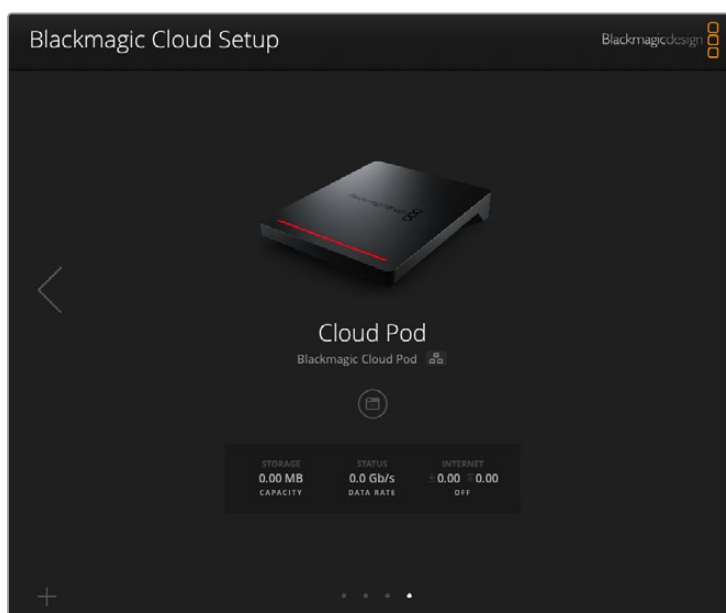 Blackmagic Cloud Setup
Blackmagicdesign
Blackmagicdesign
Cloud Pod
Blackmagic Cloud Pod
STORAGE STATUS INTERNET
0.00 MB 0.0 Gb/s 0.00 0.00
CAPACITY DATA RATE OFF